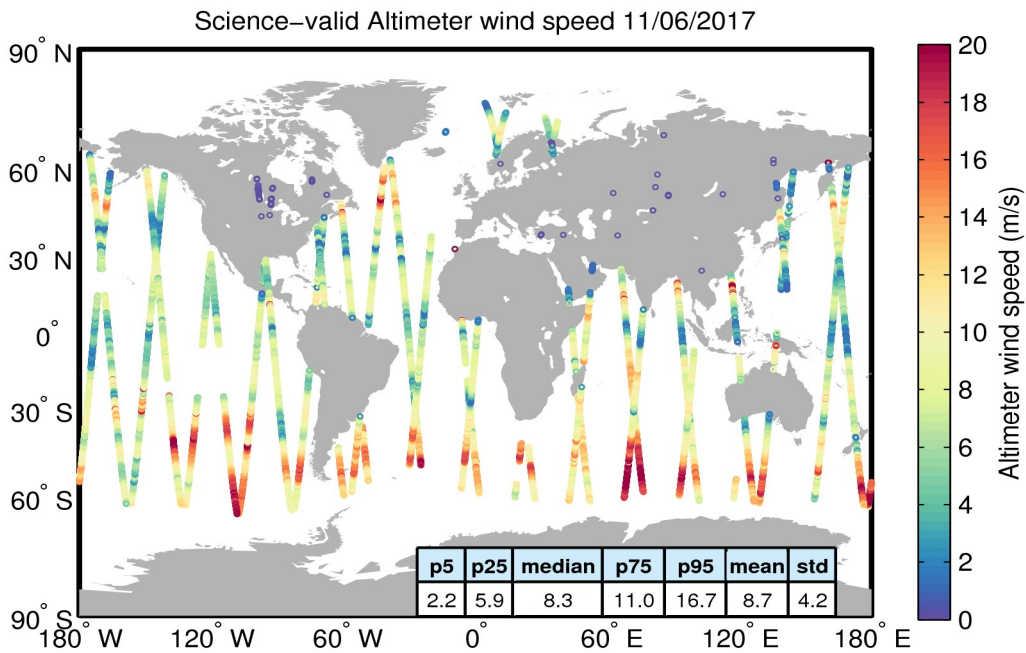 Science-valid Altimeter wind speed 11/06/2017
90° N
60° N
30° N
0°
30° S
60° S
90° S
180° W
120° W
60° W
0°
60° E
120° E
180° E
p5 p25 median p75 p95 mean std
2.2 5.9 8.3 11.0 16.7 8.7 4.2
20
18
16
14
12
10
8
6
4
2
0
Altimeter wind speed (m/s)